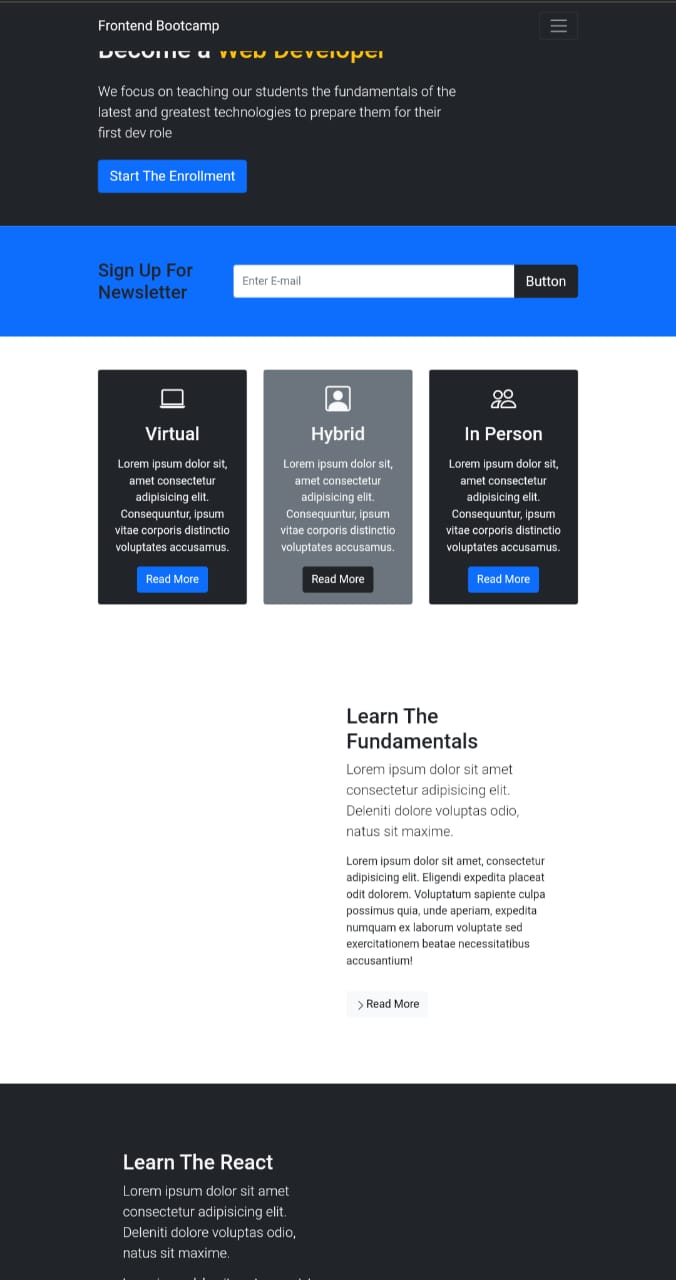 Frontend Bootcamp
Become a Web Developer
We focus on teaching our students the fundamentals of the
latest and greatest technologies to prepare them for their
first dev role
Start The Enrollment
Sign Up For
Newsletter
Enter E-mail
Button
Virtual
Lorem ipsum dolor sit,
amet consectetur
adipisicing elit.
Consequuntur, ipsum
vitae corporis distinctio
voluptates accusamus.
Read More
Hybrid
Lorem ipsum dolor sit,
amet consectetur
adipisicing elit.
Consequuntur, ipsum
vitae corporis distinctio
voluptates accusamus.
Read More
In Person
Lorem ipsum dolor sit,
amet consectetur
adipisicing elit.
Consequuntur, ipsum
vitae corporis distinctio
voluptates accusamus.
Read More
Learn The
Fundamentals
Lorem ipsum dolor sit amet
consectetur adipisicing elit.
Deleniti dolore voluptas odio,
natus sit maxime.
Lorem ipsum dolor sit amet, consectetur
adipisicing elit. Eligendi expedita placeat
odit dolorem. Voluptatum sapiente culpa
possimus quia, unde aperiam, expedita
numquam ex laborum voluptate sed
exercitationem beatae necessitatibus
accusantium!
Read More
Learn The React
Lorem ipsum dolor sit amet
consectetur adipisicing elit.
Deleniti dolore voluptas odio,
natus sit maxime.